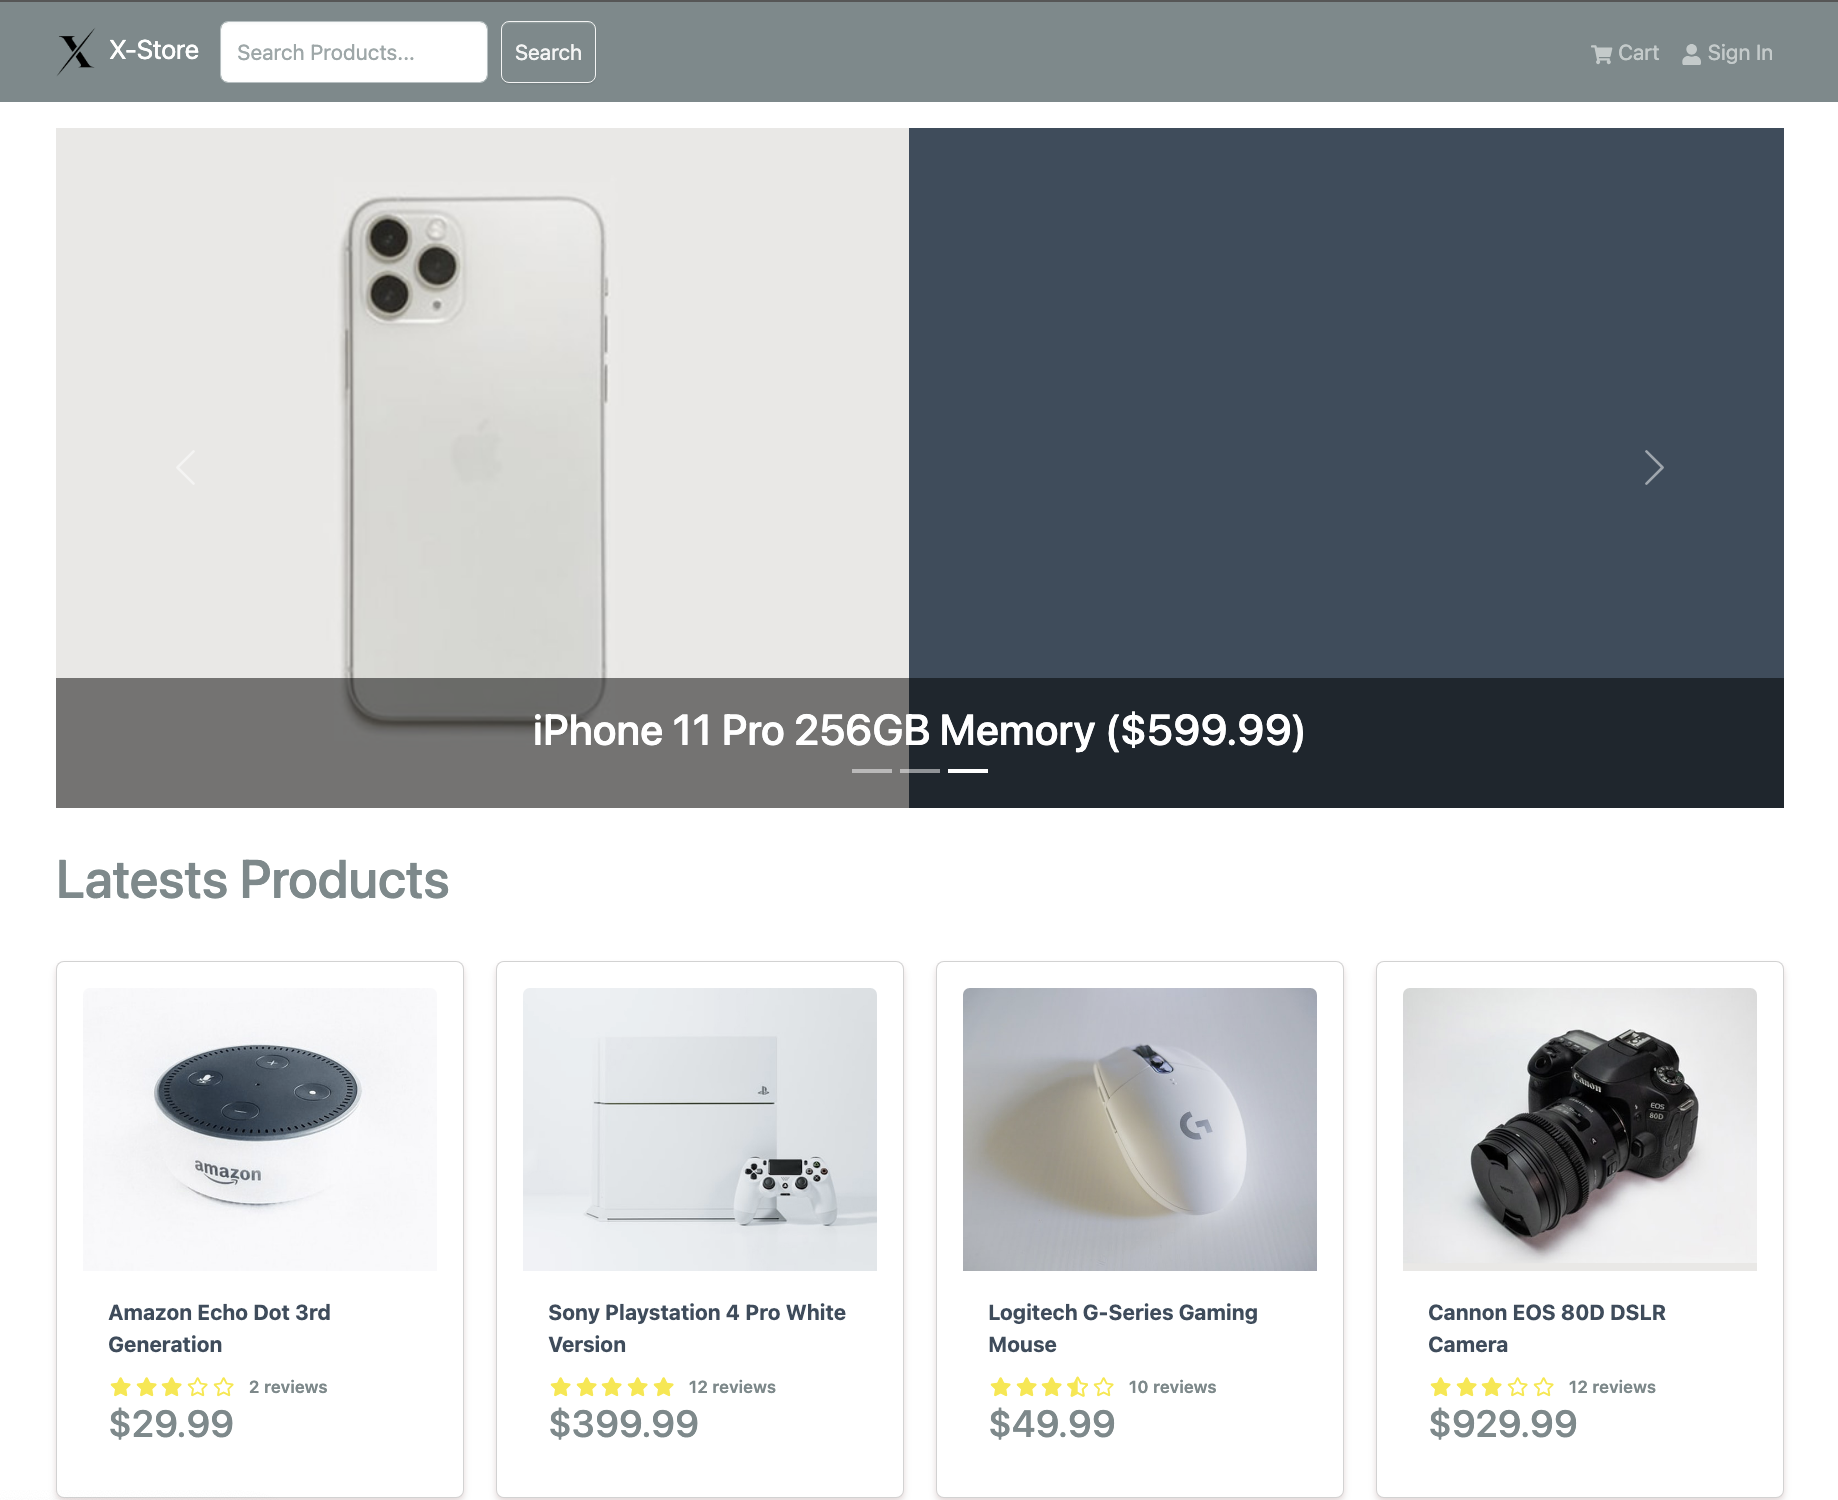 X-Store
Search Products...
Search
Cart
Sign In
iPhone 11 Pro 256GB Memory ($599.99)
Latests Products
amazon
Canon
EOS
80D
Amazon Echo Dot 3rd
Generation
2 reviews
$29.99
Sony Playstation 4 Pro White
Version
12 reviews
$399.99
Logitech G-Series Gaming
Mouse
10 reviews
$49.99
Cannon EOS 80D DSLR
Camera
12 reviews
$929.99